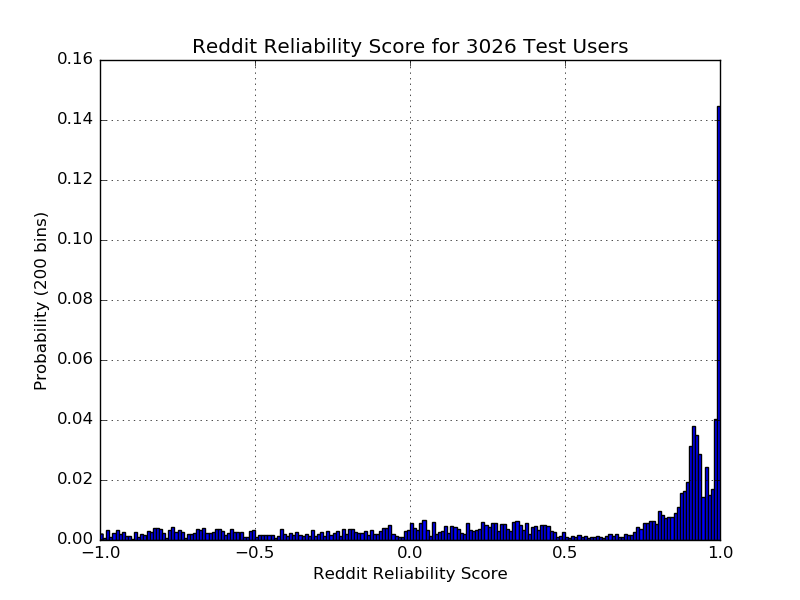 Reddit Reliability Score for 3026 Test Users
0.16
0.14
0.12
0.10
0.08
0.06
0.04
0.02
0.00
Probability (200 bins)
−1.0 −0.5 0.0 0.5 1.0
Reddit Reliability Score